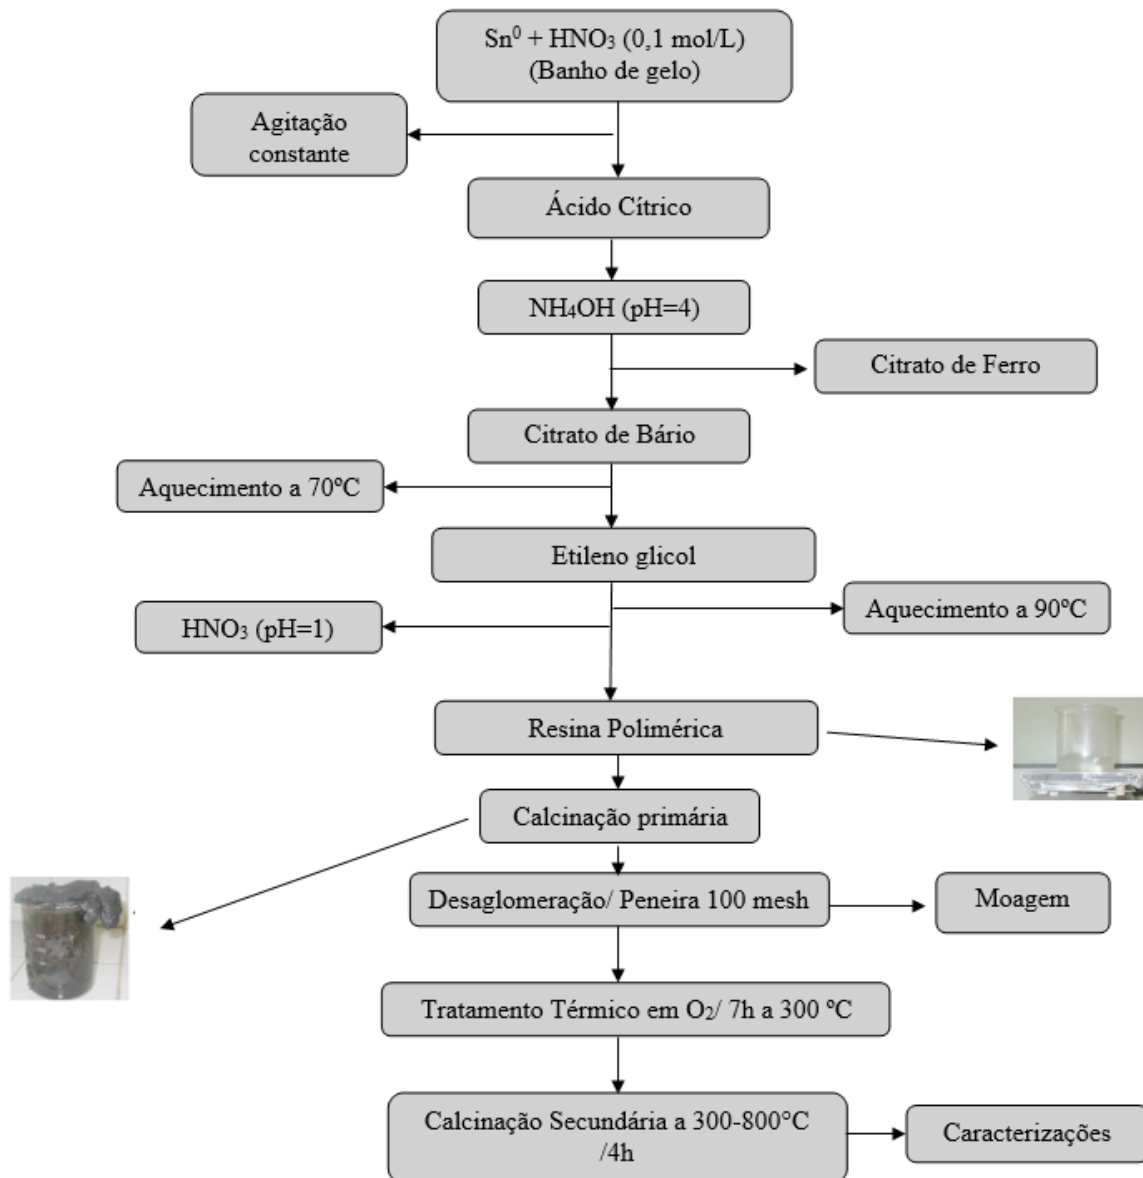 Sn⁰ + HNO₃ (0,1 mol/L)
(Banho de gelo)
Agitação
constante
Ácido Cítrico
NH₄OH (pH=4)
Citrato de Ferro
Citrato de Bário
Aquecimento a 70ºC
Etileno glicol
Aquecimento a 90ºC
HNO₃ (pH=1)
Resina Polimérica
Calcinação primária
Desaglomeração/ Peneira 100 mesh
Moagem
Tratamento Térmico em O₂/ 7h a 300 ºC
Calcinação Secundária a 300-800°C
/4h
Caracterizações